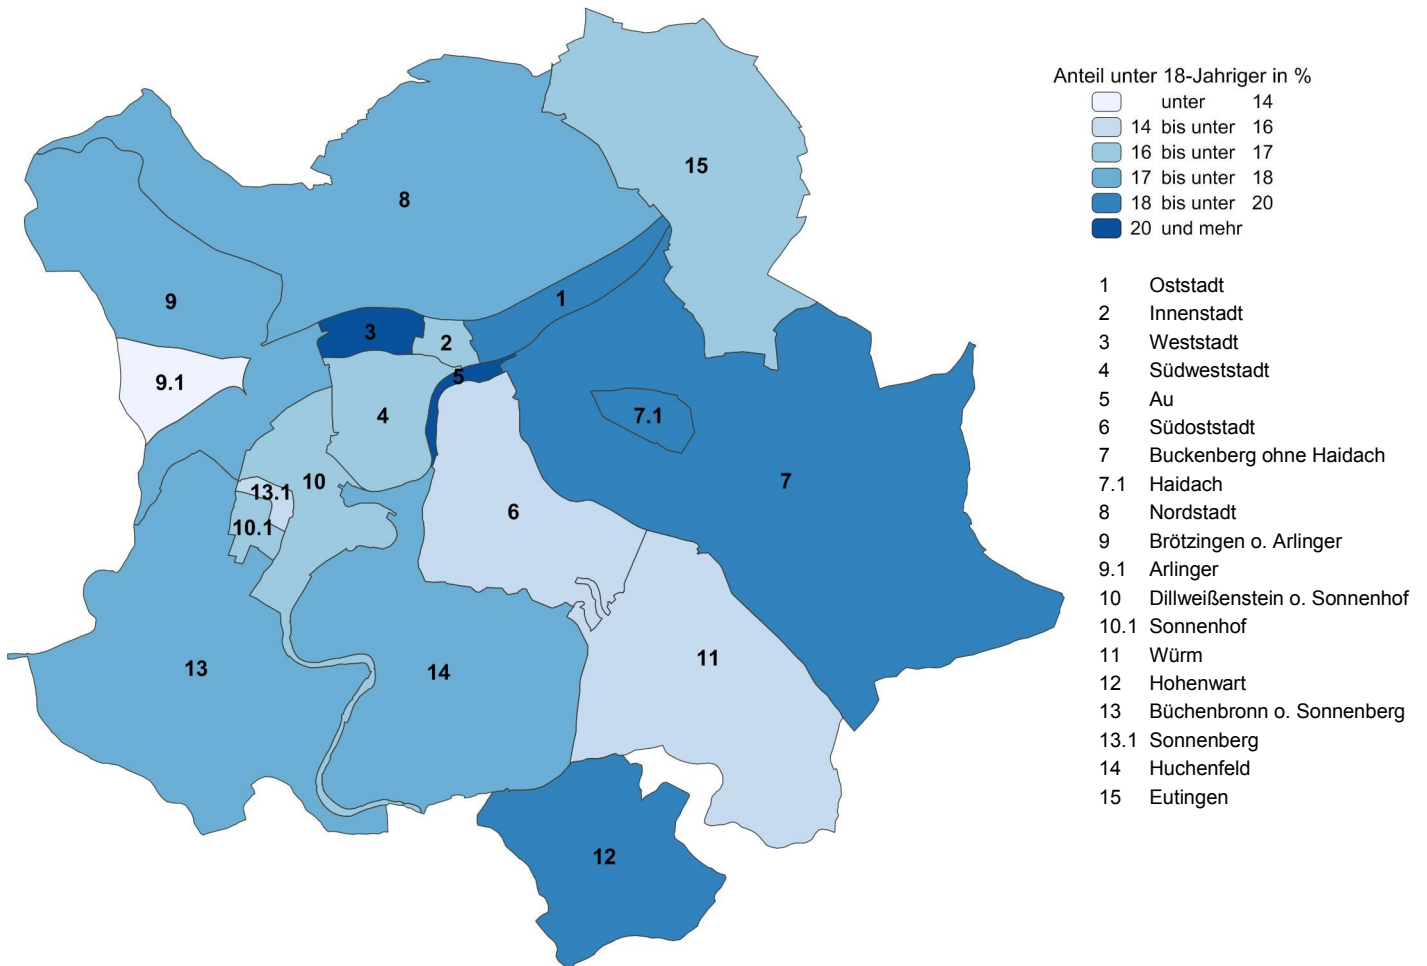 Anteil unter 18-Jahriger in %
unter 14
14 bis unter 16
16 bis unter 17
17 bis unter 18
18 bis unter 20
20 und mehr
1 Oststadt
2 Innenstadt
3 Weststadt
4 Südweststadt
5 Au
6 Südoststadt
7 Buckenberg ohne Haidach
7.1 Haidach
8 Nordstadt
9 Brötzingen o. Arlinger
9.1 Arlinger
10 Dillweißenstein o. Sonnenhof
10.1 Sonnenhof
11 Würm
12 Hohenwart
13 Büchenbronn o. Sonnenberg
13.1 Sonnenberg
14 Huchenfeld
15 Eutingen
15
8
9
1
3
2
9.1
5
4
7.1
10
7
13.1
10.1
6
11
13
14
12